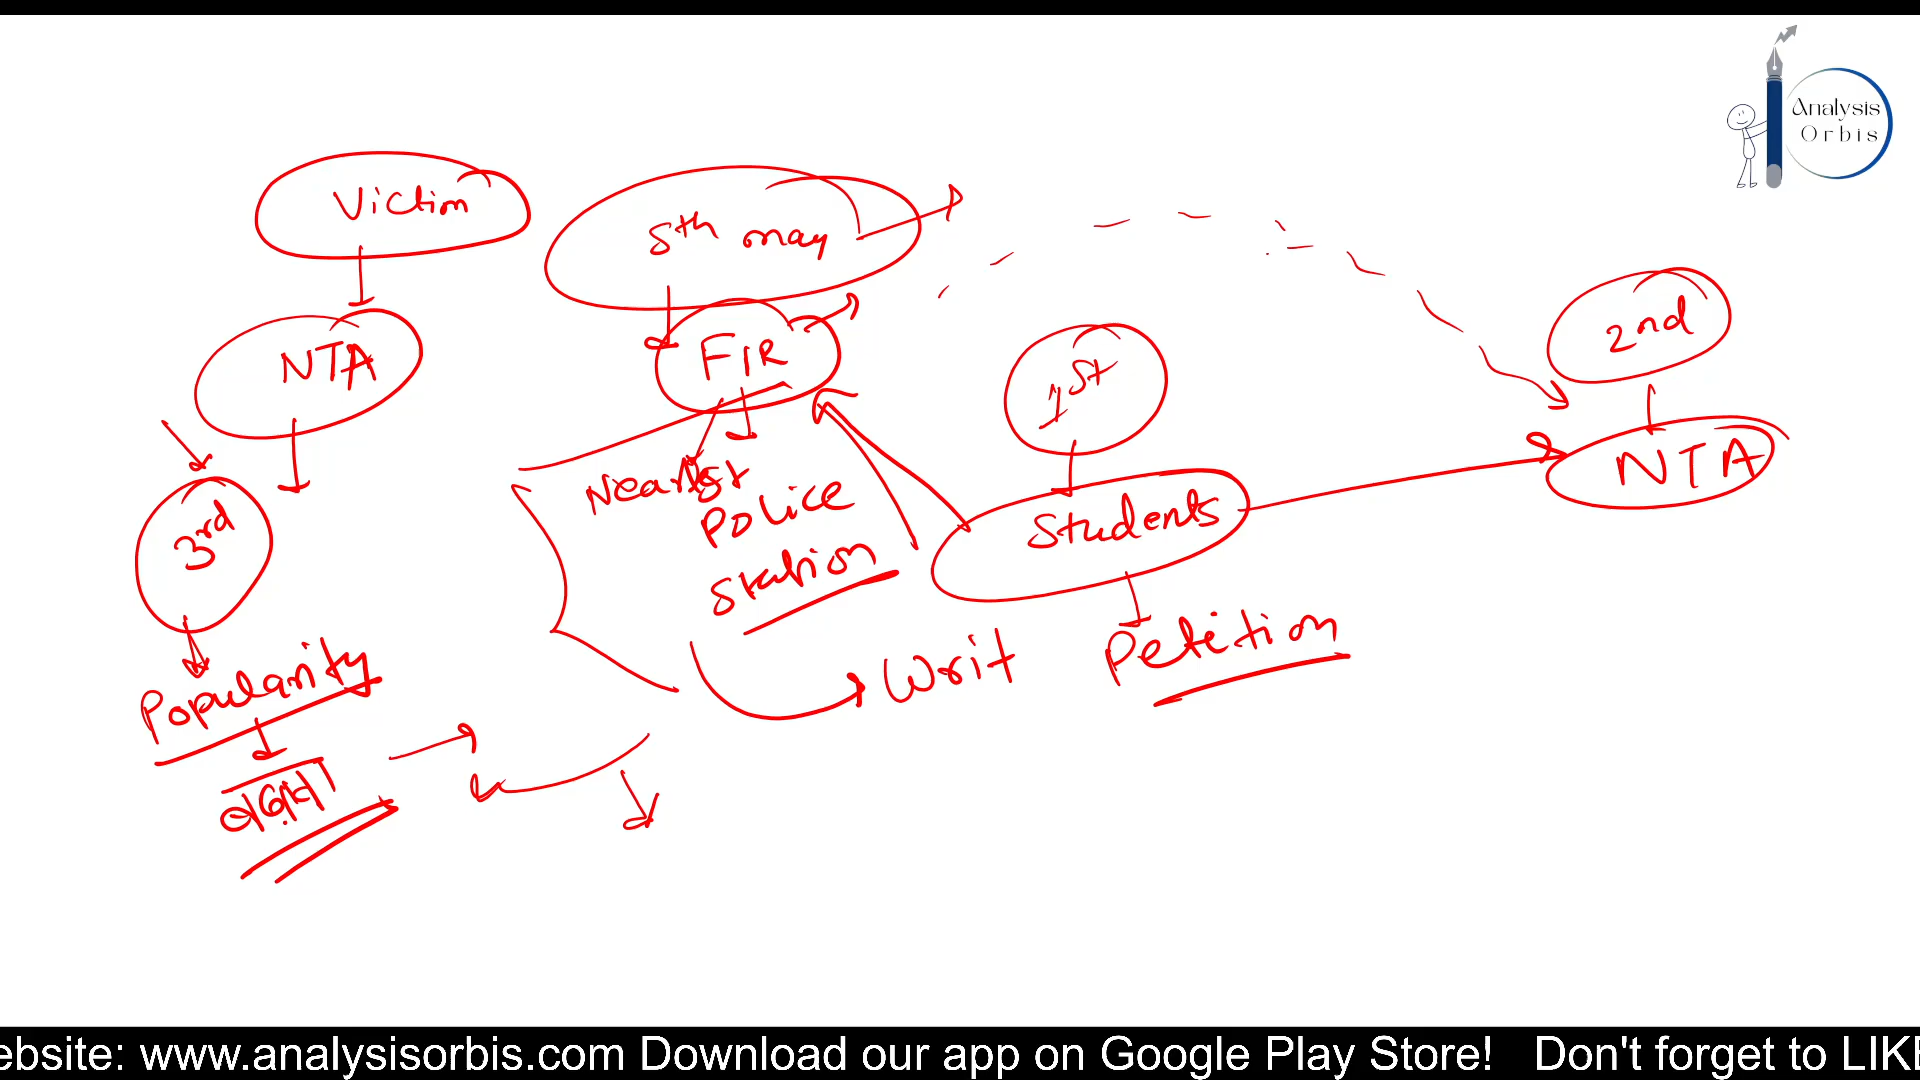 Analysis
Orbis
Victim
5th may
2nd
NTA
FIR
1st
NTA
Nearest
Police
station
Students
3rd
Writ Petition
Popularity
ebsite: www.analysisorbis.com Download our app on Google Play Store! Don't forget to LIKE